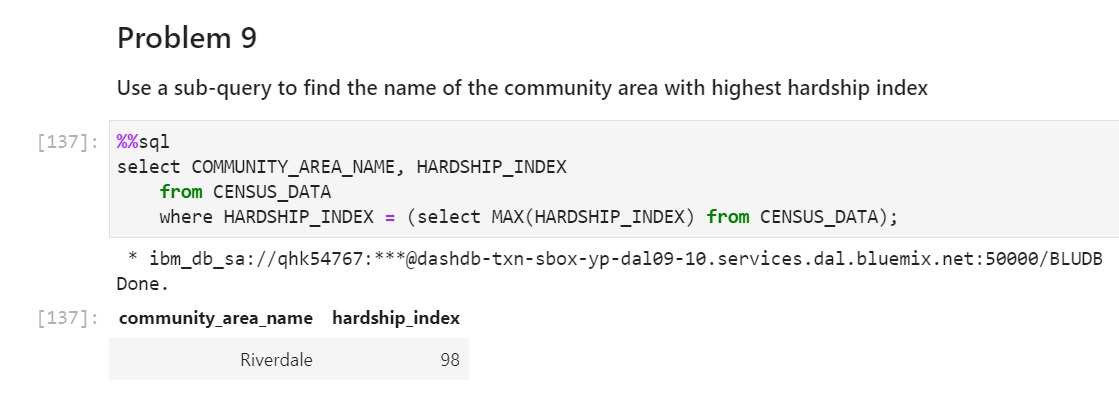 Problem 9
Use a sub-query to find the name of the community area with highest hardship index
[137]: %%sql
select COMMUNITY_AREA_NAME, HARDSHIP_INDEX
    from CENSUS_DATA
    where HARDSHIP_INDEX = (select MAX(HARDSHIP_INDEX) from CENSUS_DATA);
 * ibm_db_sa://qhk54767:***@dashdb-txn-sbox-yp-dal09-10.services.dal.bluemix.net:50000/BLUDB
Done.
[137]: community_area_name hardship_index
Riverdale 98